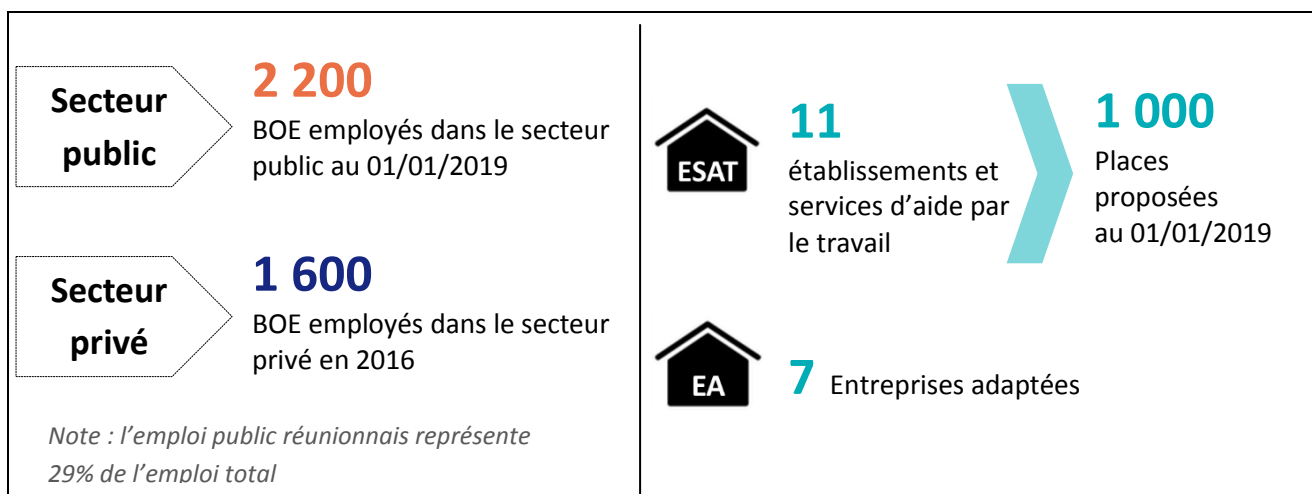 Secteur
public
2 200
BOE employés dans le secteur
public au 01/01/2019
Secteur
privé
1 600
BOE employés dans le secteur
privé en 2016
Note : l’emploi public réunionnais représente
29% de l’emploi total
ESAT
11
établissements et
services d’aide par
le travail
1 000
Places
proposées
au 01/01/2019
EA
7 Entreprises adaptées